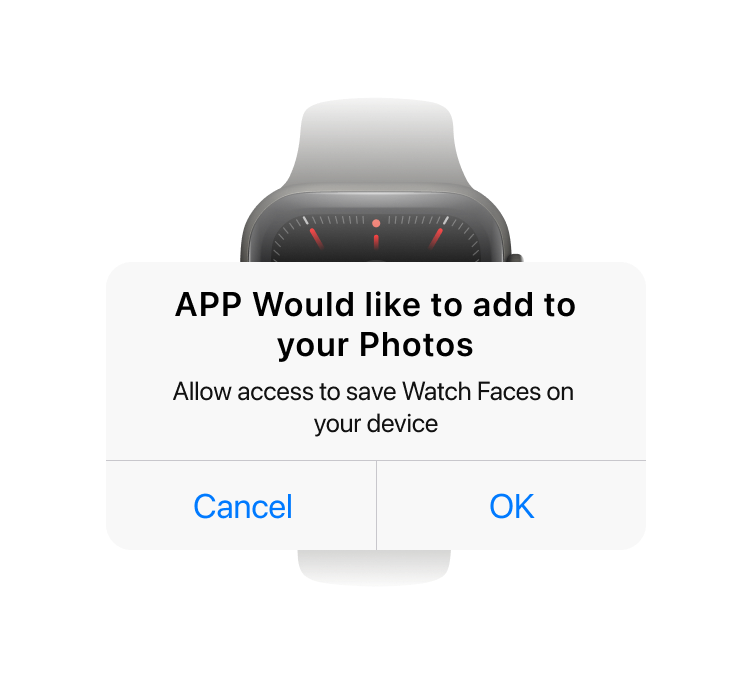 APP Would like to add to
your Photos
Allow access to save Watch Faces on
your device
Cancel
OK